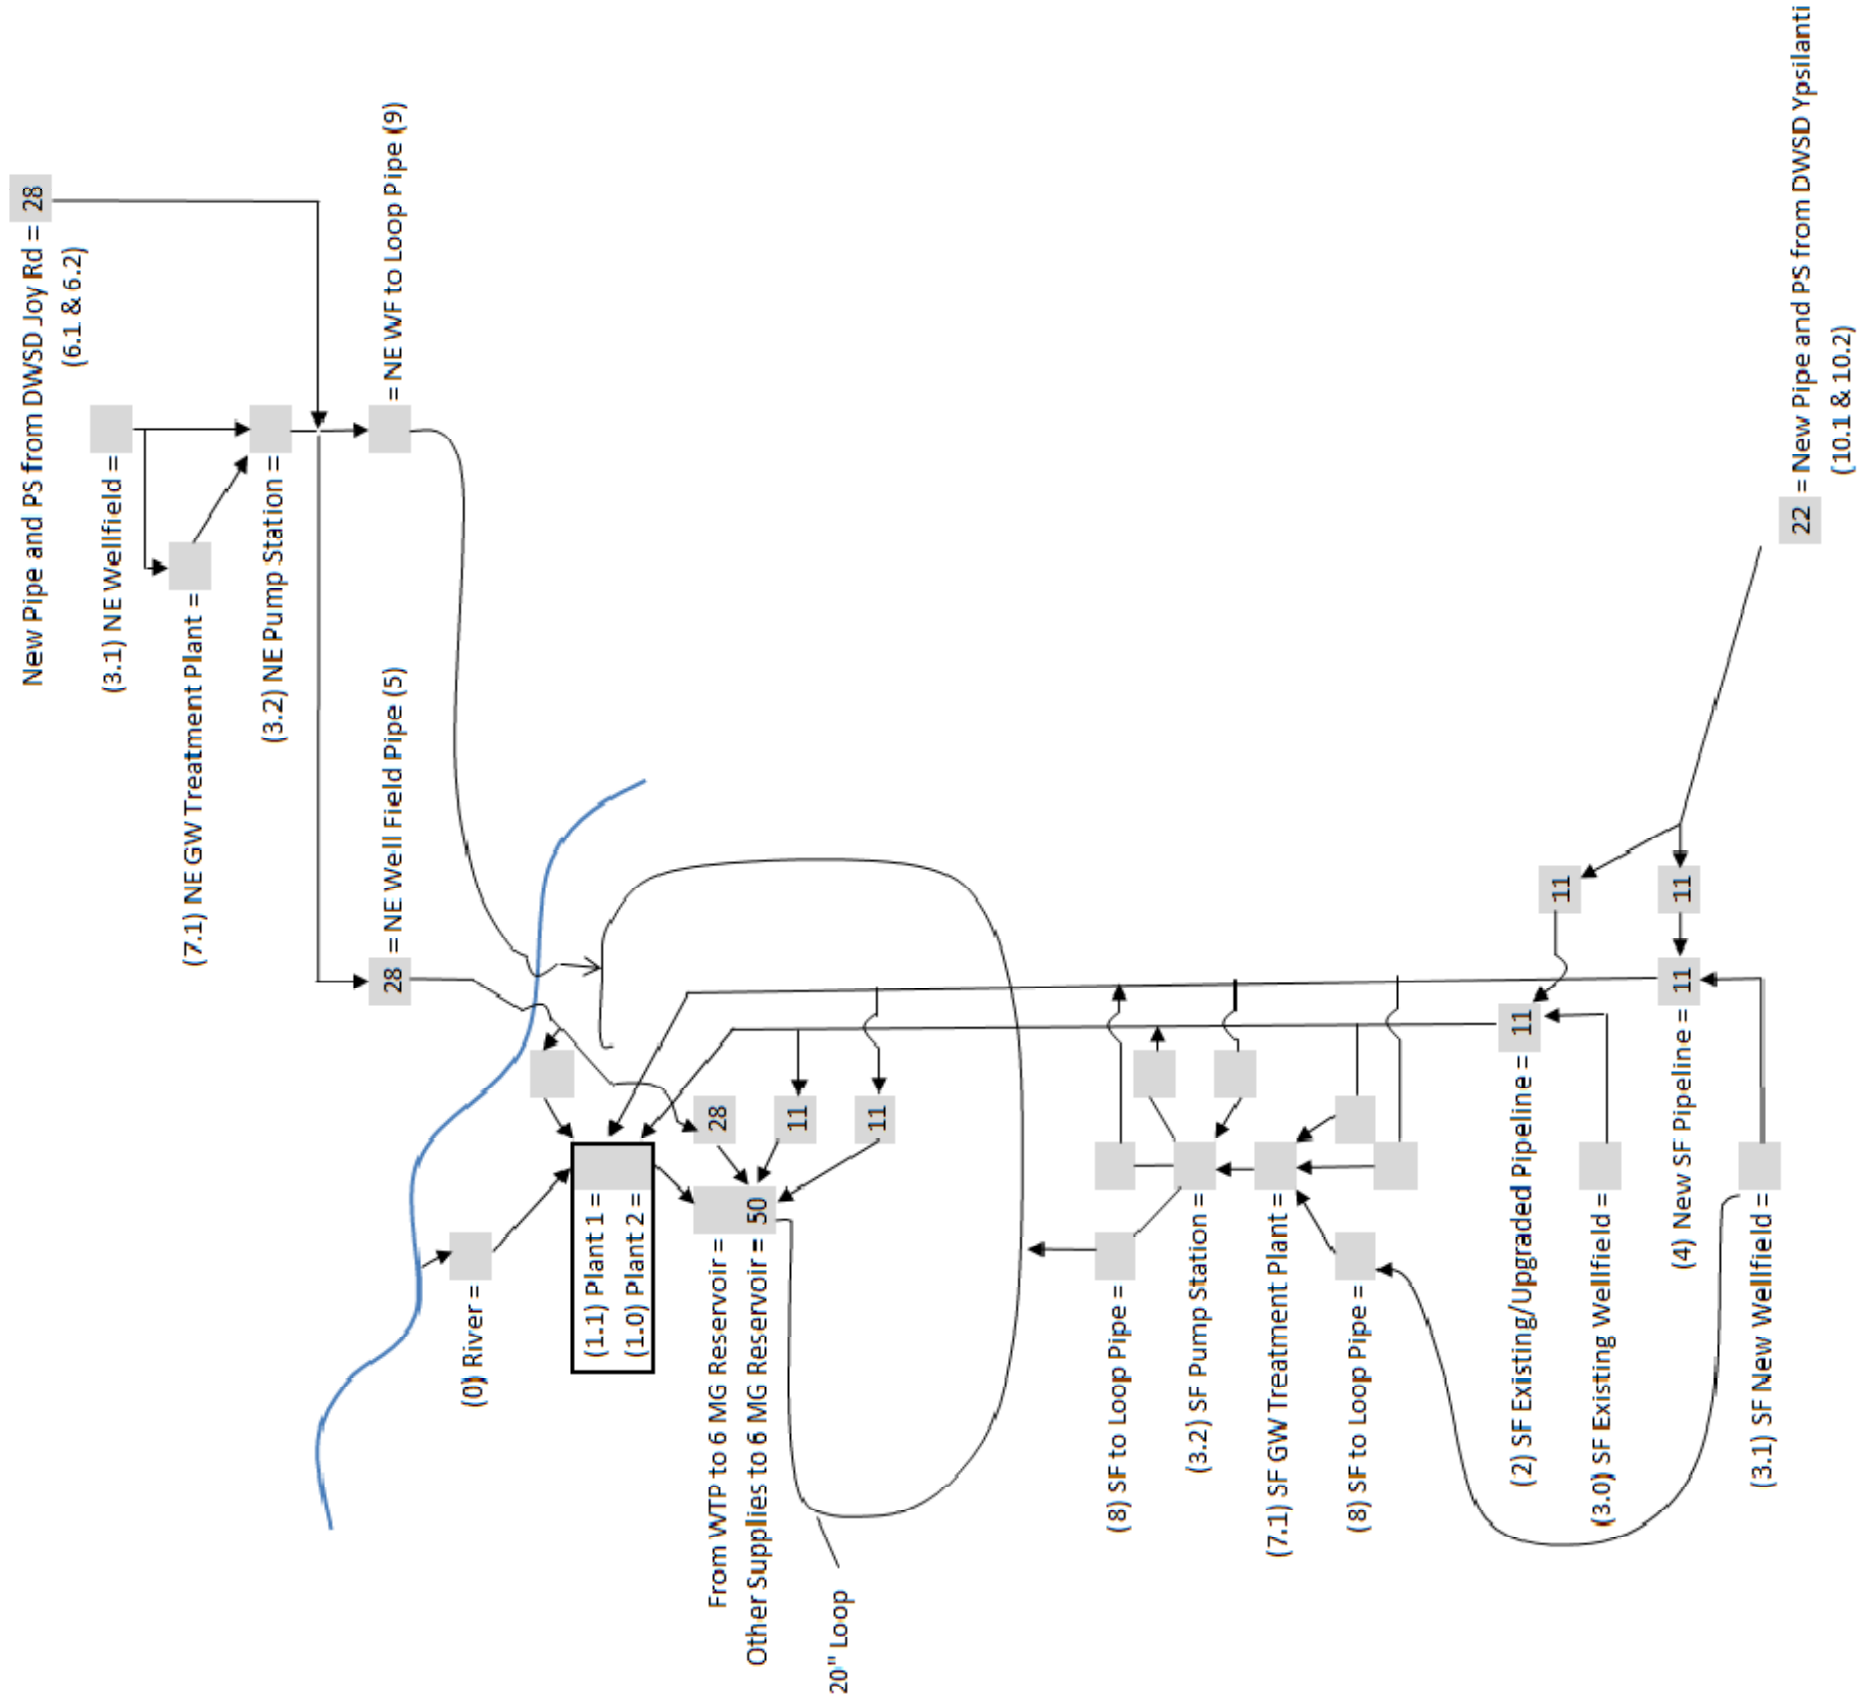 New Pipe and PS from DWSD Joy Rd = 28
(6.1 & 6.2)
(3.1) NE Wellfield =
(7.1) NE GW Treatment Plant =
(3.2) NE Pump Station =
= NE WF to Loop Pipe (9)
28 = NE Well Field Pipe (5)
(0) River =
(1.1) Plant 1 =
(1.0) Plant 2 =
28
11
11
From WTP to 6 MG Reservoir =
Other Supplies to 6 MG Reservoir = 50
20" Loop
(8) SF to Loop Pipe =
(3.2) SF Pump Station =
(7.1) SF GW Treatment Plant =
(8) SF to Loop Pipe =
11
(2) SF Existing/Upgraded Pipeline = 11
(3.0) SF Existing Wellfield =
11
(4) New SF Pipeline = 11
(3.1) SF New Wellfield =
22 = New Pipe and PS from DWSD Ypsilanti
(10.1 & 10.2)